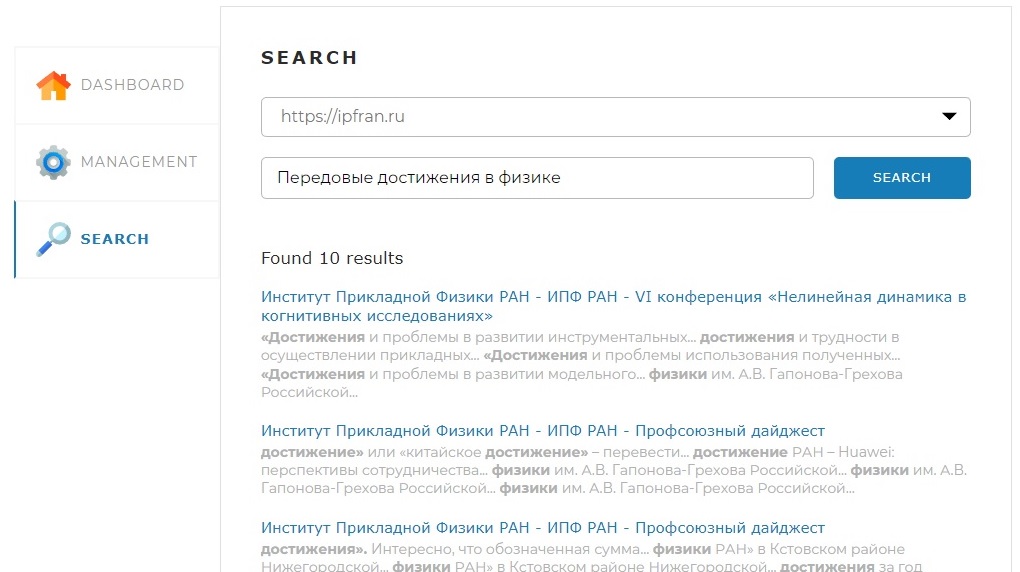 DASHBOARD
MANAGEMENT
SEARCH
SEARCH
https://ipfran.ru
Передовые достижения в физике
SEARCH
Found 10 results
Институт Прикладной Физики РАН - ИПФ РАН - VI конференция «Нелинейная динамика в
когнитивных исследованиях»
«Достижения и проблемы в развитии инструментальных... достижения и трудности в
осуществлении прикладных... «Достижения и проблемы использования полученных...
«Достижения и проблемы в развитии модельного... физики им. А.В. Гапонова-Грехова
Российской...
Институт Прикладной Физики РАН - ИПФ РАН - Профсоюзный дайджест
достижение» или «китайское достижение» – перевести... достижение РАН – Huawei:
перспективы сотрудничества... физики им. А.В. Гапонова-Грехова Российской... физики им. А.В.
Гапонова-Грехова Российской... физики им. А.В. Гапонова-Грехова Российской...
Институт Прикладной Физики РАН - ИПФ РАН - Профсоюзный дайджест
достижения». Интересно, что обозначенная сумма... физики РАН» в Кстовском районе
Нижегородской... физики РАН» в Кстовском районе Нижегородской... достижения за год